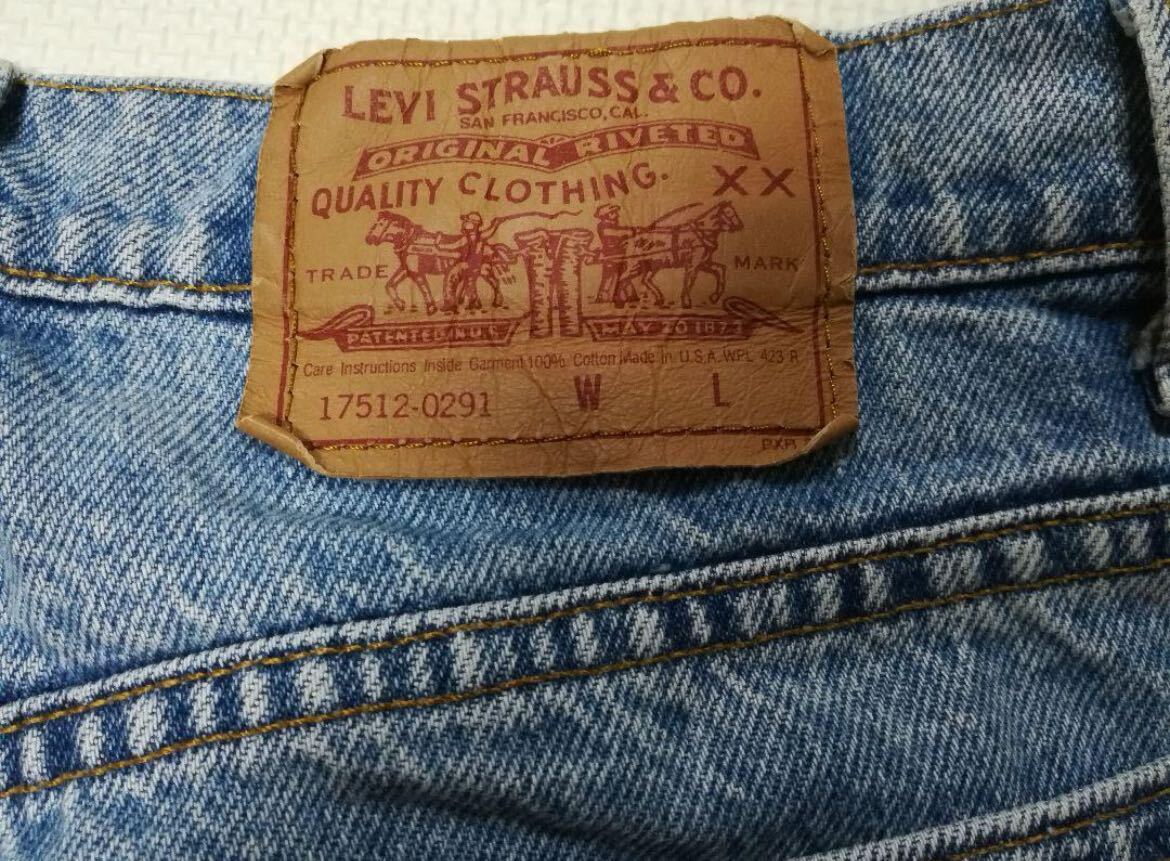 LEVI STRAUSS & CO.
SAN FRANCISCO, CAL.
ORIGINAL RIVETED
QUALITY CLOTHING. XX
TRADE MARK
PATENTED MAY 20 1873
Care Instructions Inside Garment 100% Cotton Made in U.S.A. WPL 423 R
17512-0291 W L